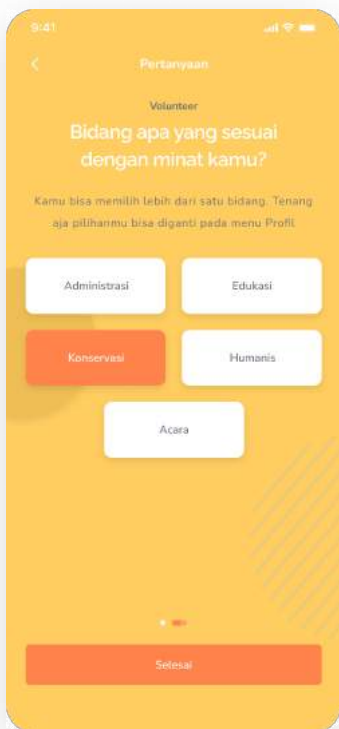 9:41
Pertanyaan
Volunteer
Bidang apa yang sesuai
dengan minat kamu?
Kamu bisa memilih lebih dari satu bidang. Tenang
aja pilihanmu bisa diganti pada menu Profil
Administrasi Edukasi
Konservasi Humanis
Acara
Selesai